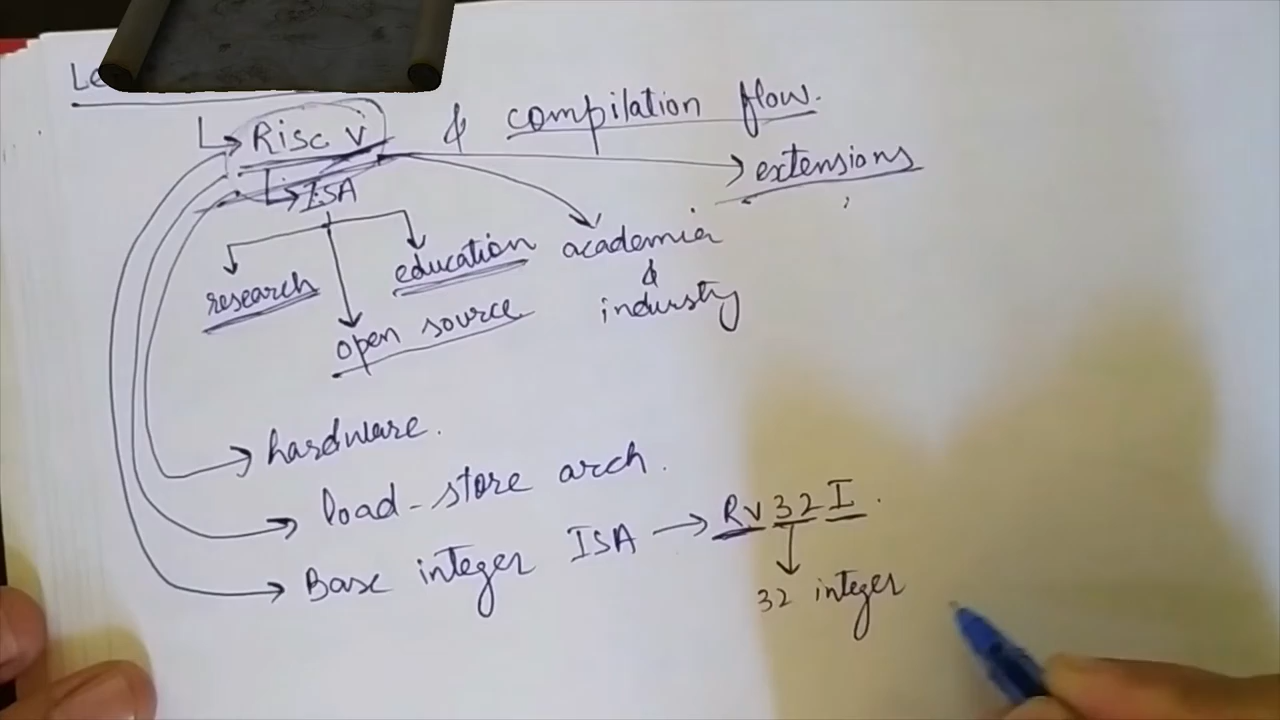 Risc V & compilation flow.
extensions
ISA
research education academia
&
open source industry
hardware.
load-store arch.
Base integer ISA → RV32I.
32 integer